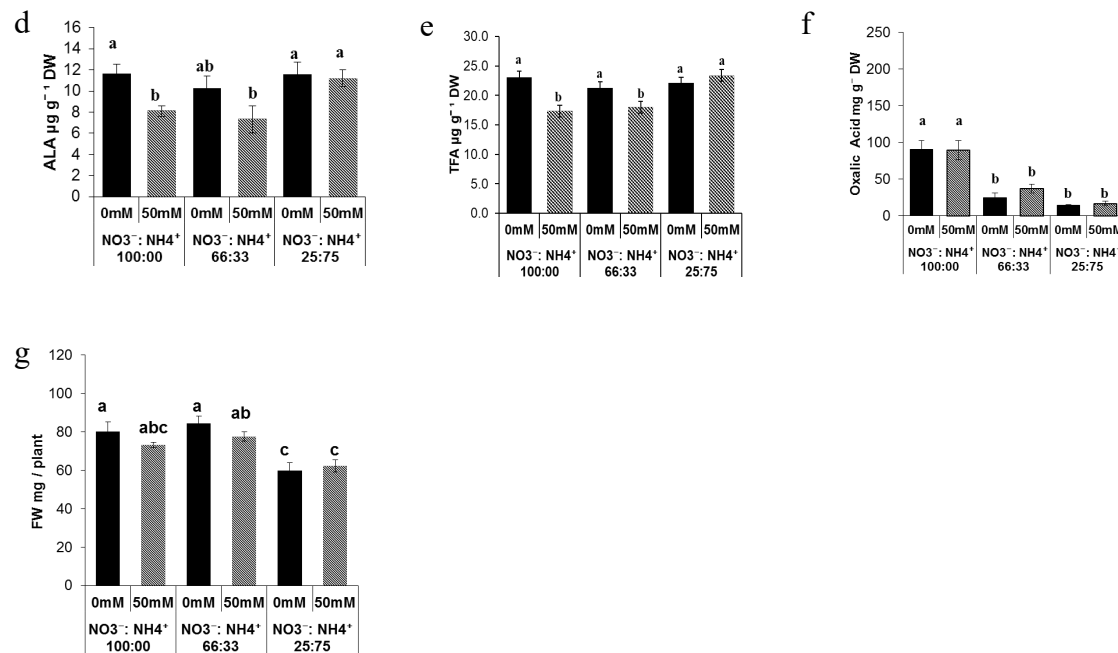 d
ALA µg g⁻¹ DW
16
14
12
10
8
6
4
2
0
a
b
ab
b
a
a
0mM 50mM 0mM 50mM 0mM 50mM
NO3⁻: NH4⁺ NO3⁻: NH4⁺ NO3⁻: NH4⁺
100:00 66:33 25:75
e
TFA µg g⁻¹ DW
30.0
25.0
20.0
15.0
10.0
5.0
0.0
a
b
a
b
a
a
0mM 50mM 0mM 50mM 0mM 50mM
NO3⁻: NH4⁺ NO3⁻: NH4⁺ NO3⁻: NH4⁺
100:00 66:33 25:75
f
Oxalic Acid mg g⁻ DW
250
200
150
100
50
0
a
a
b
b
b
b
0mM 50mM 0mM 50mM 0mM 50mM
NO3⁻: NH4⁺ NO3⁻: NH4⁺ NO3⁻: NH4⁺
100:00 66:33 25:75
g
FW mg / plant
120
100
80
60
40
20
0
a
abc
a
ab
c
c
0mM 50mM 0mM 50mM 0mM 50mM
NO3⁻: NH4⁺ NO3⁻: NH4⁺ NO3⁻: NH4⁺
100:00 66:33 25:75